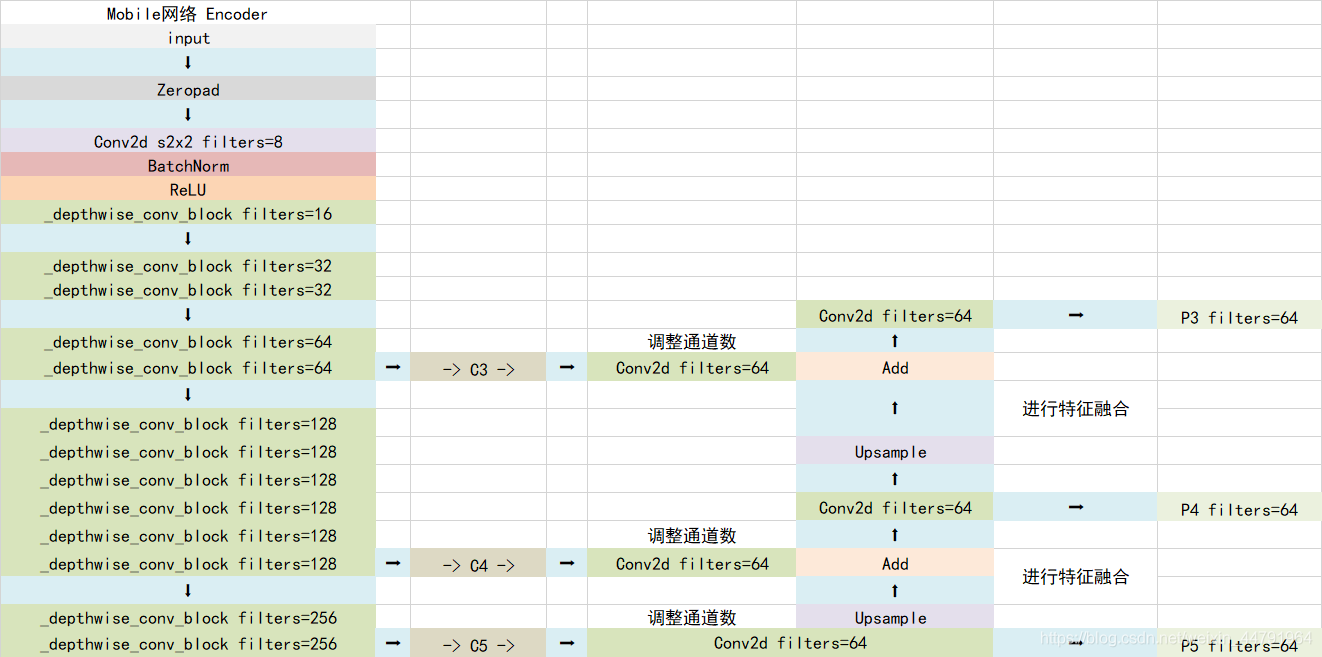 Mobile网络 Encoder
input
⬇
Zeropad
⬇
Conv2d s2x2 filters=8
BatchNorm
ReLU
_depthwise_conv_block filters=16
⬇
_depthwise_conv_block filters=32
_depthwise_conv_block filters=32
⬇ Conv2d filters=64 ➡ P3 filters=64
_depthwise_conv_block filters=64 调整通道数 ⬆
_depthwise_conv_block filters=64 ➡ -> C3 -> ➡ Conv2d filters=64 Add
⬇
⬆ 进行特征融合
_depthwise_conv_block filters=128
_depthwise_conv_block filters=128 Upsample
_depthwise_conv_block filters=128 ⬆
_depthwise_conv_block filters=128 Conv2d filters=64 ➡ P4 filters=64
_depthwise_conv_block filters=128 调整通道数 ⬆
_depthwise_conv_block filters=128 ➡ -> C4 -> ➡ Conv2d filters=64 Add
进行特征融合
⬇ ⬆
_depthwise_conv_block filters=256 调整通道数 Upsample
_depthwise_conv_block filters=256 ➡ -> C5 -> ➡ Conv2d filters=64 ➡ P5 filters=64
https://blog.csdn.net/weixin_44791964